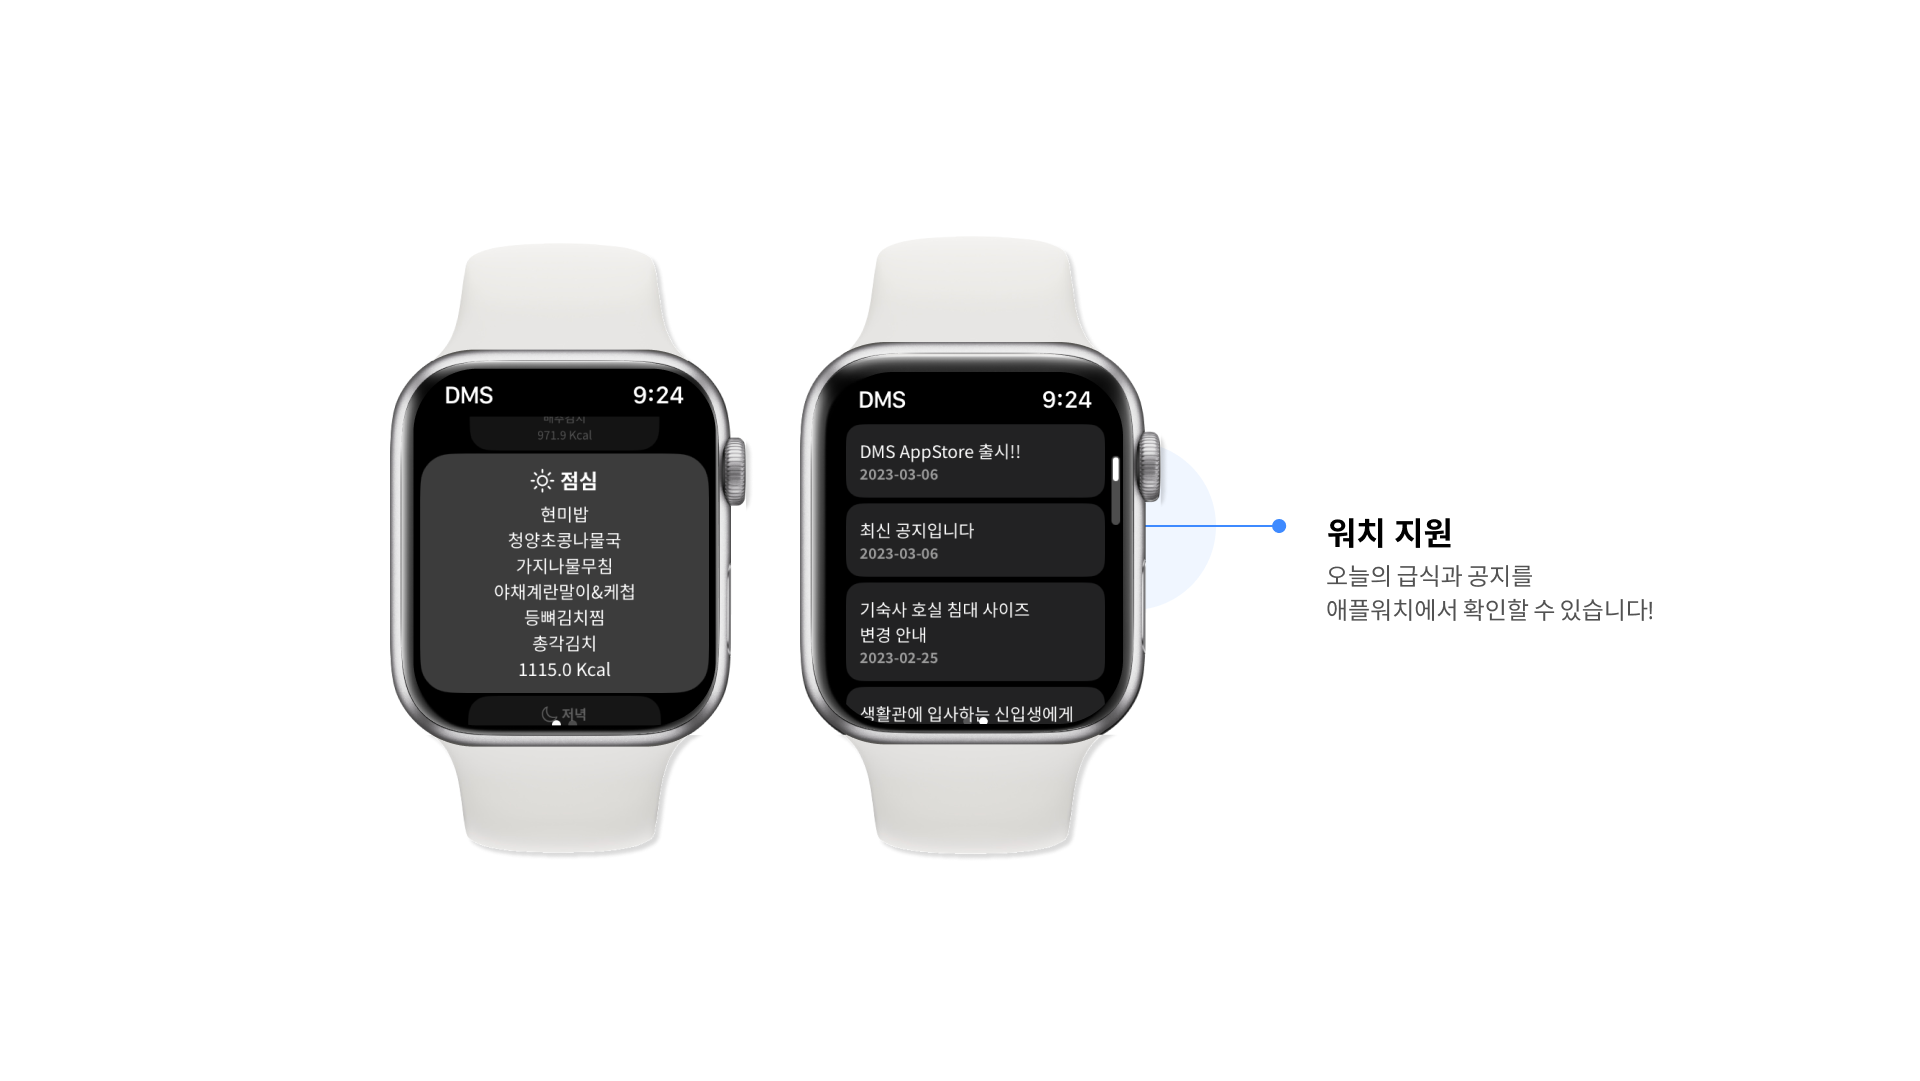 DMS 9:24
배추김치
971.9 Kcal
점심
현미밥
청양초콩나물국
가지나물무침
야채계란말이&케첩
등뼈김치찜
총각김치
1115.0 Kcal
저녁
DMS 9:24
DMS AppStore 출시!!
2023-03-06
최신 공지입니다
2023-03-06
기숙사 호실 침대 사이즈
변경 안내
2023-02-25
생활관에 입사하는 신입생에게
워치 지원
오늘의 급식과 공지를
애플워치에서 확인할 수 있습니다!